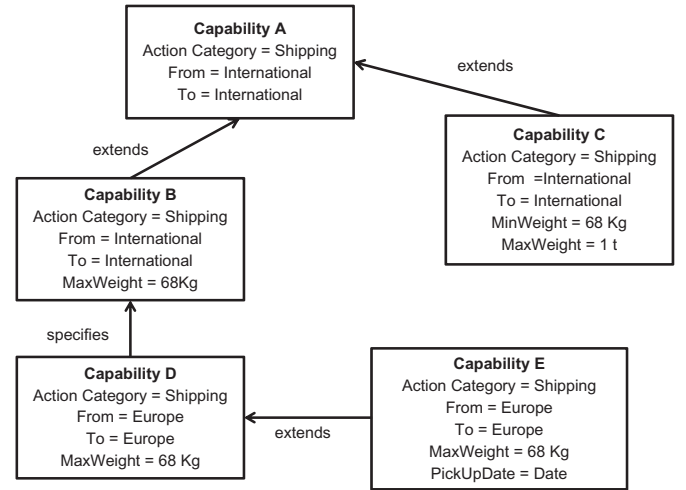 Capability A
Action Category = Shipping
From = International
To = International
extends
Capability C
Action Category = Shipping
From =International
To = International
MinWeight = 68 Kg
MaxWeight = 1 t
extends
Capability B
Action Category = Shipping
From = International
To = International
MaxWeight = 68Kg
specifies
Capability D
Action Category = Shipping
From = Europe
To = Europe
MaxWeight = 68 Kg
extends
Capability E
Action Category = Shipping
From = Europe
To = Europe
MaxWeight = 68 Kg
PickUpDate = Date